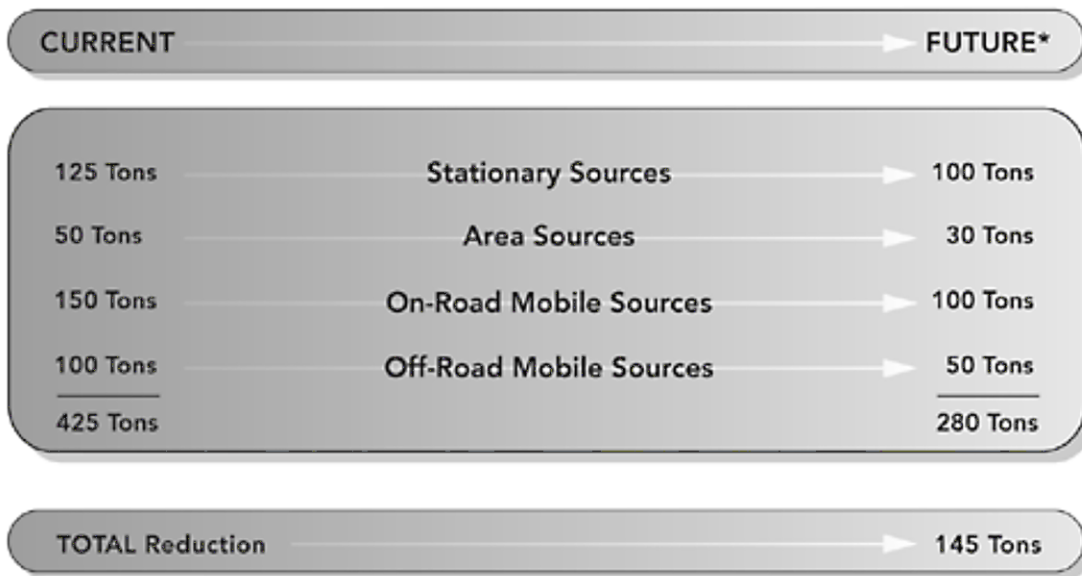 CURRENT FUTURE*
125 Tons Stationary Sources 100 Tons
50 Tons Area Sources 30 Tons
150 Tons On-Road Mobile Sources 100 Tons
100 Tons Off-Road Mobile Sources 50 Tons
425 Tons 280 Tons
TOTAL Reduction 145 Tons